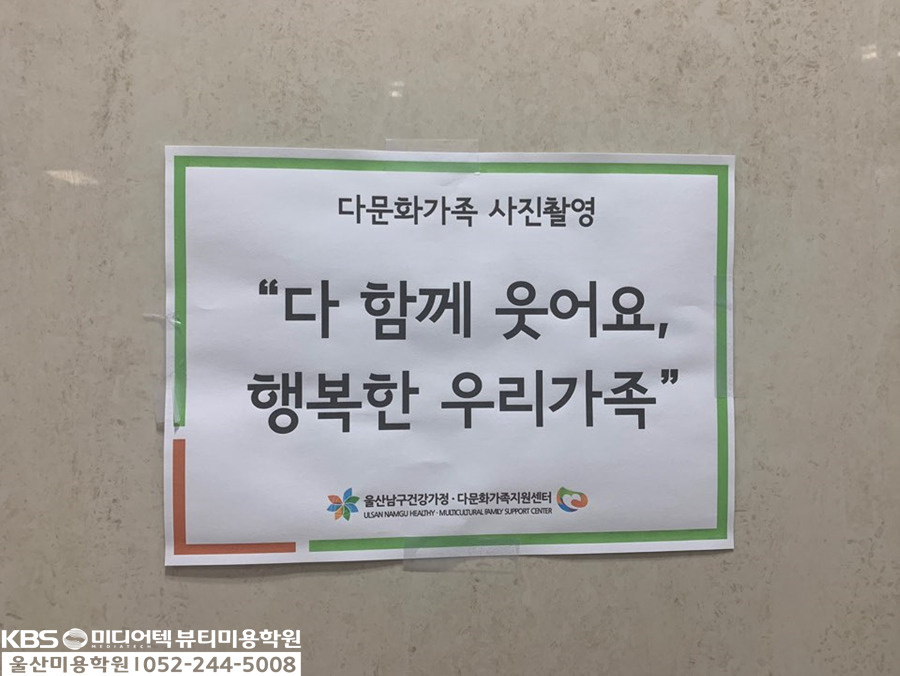 다문화가족 사진촬영
“다 함께 웃어요,
행복한 우리가족”
울산남구건강가정·다문화가족지원센터
ULSAN NAMGU HEALTHY · MULTICULTURAL FAMILY SUPPORT CENTER
KBS 미디어텍 뷰티미용학원
MEDIATECH
울산미용학원 | 052-244-5008